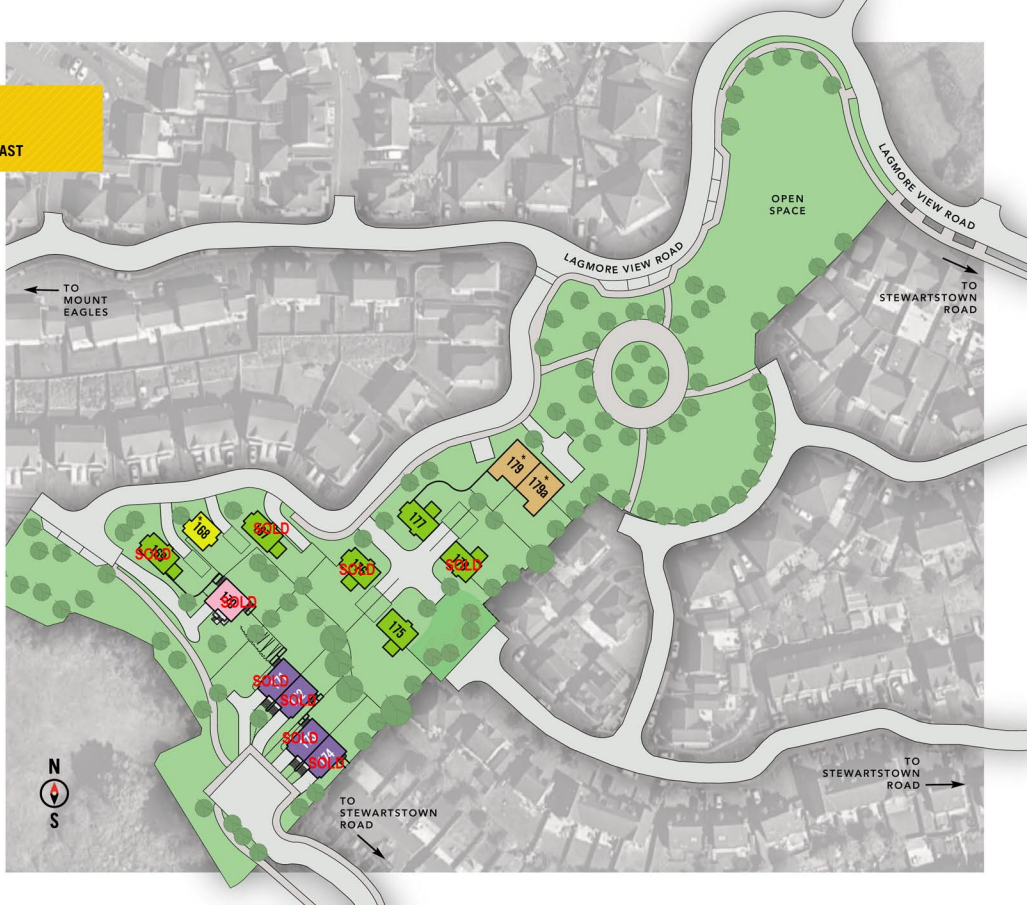 AST
OPEN
SPACE
LAGMORE VIEW ROAD
LAGMORE VIEW ROAD
TO
MOUNT
EAGLES
TO
STEWARTSTOWN
ROAD
179
*
179a
*
177
168
*
SOLD
SOLD
SOLD
SOLD
SOLD
175
SOLD
SOLD
SOLD
SOLD
N
S
TO
STEWARTSTOWN
ROAD
TO
STEWARTSTOWN
ROAD